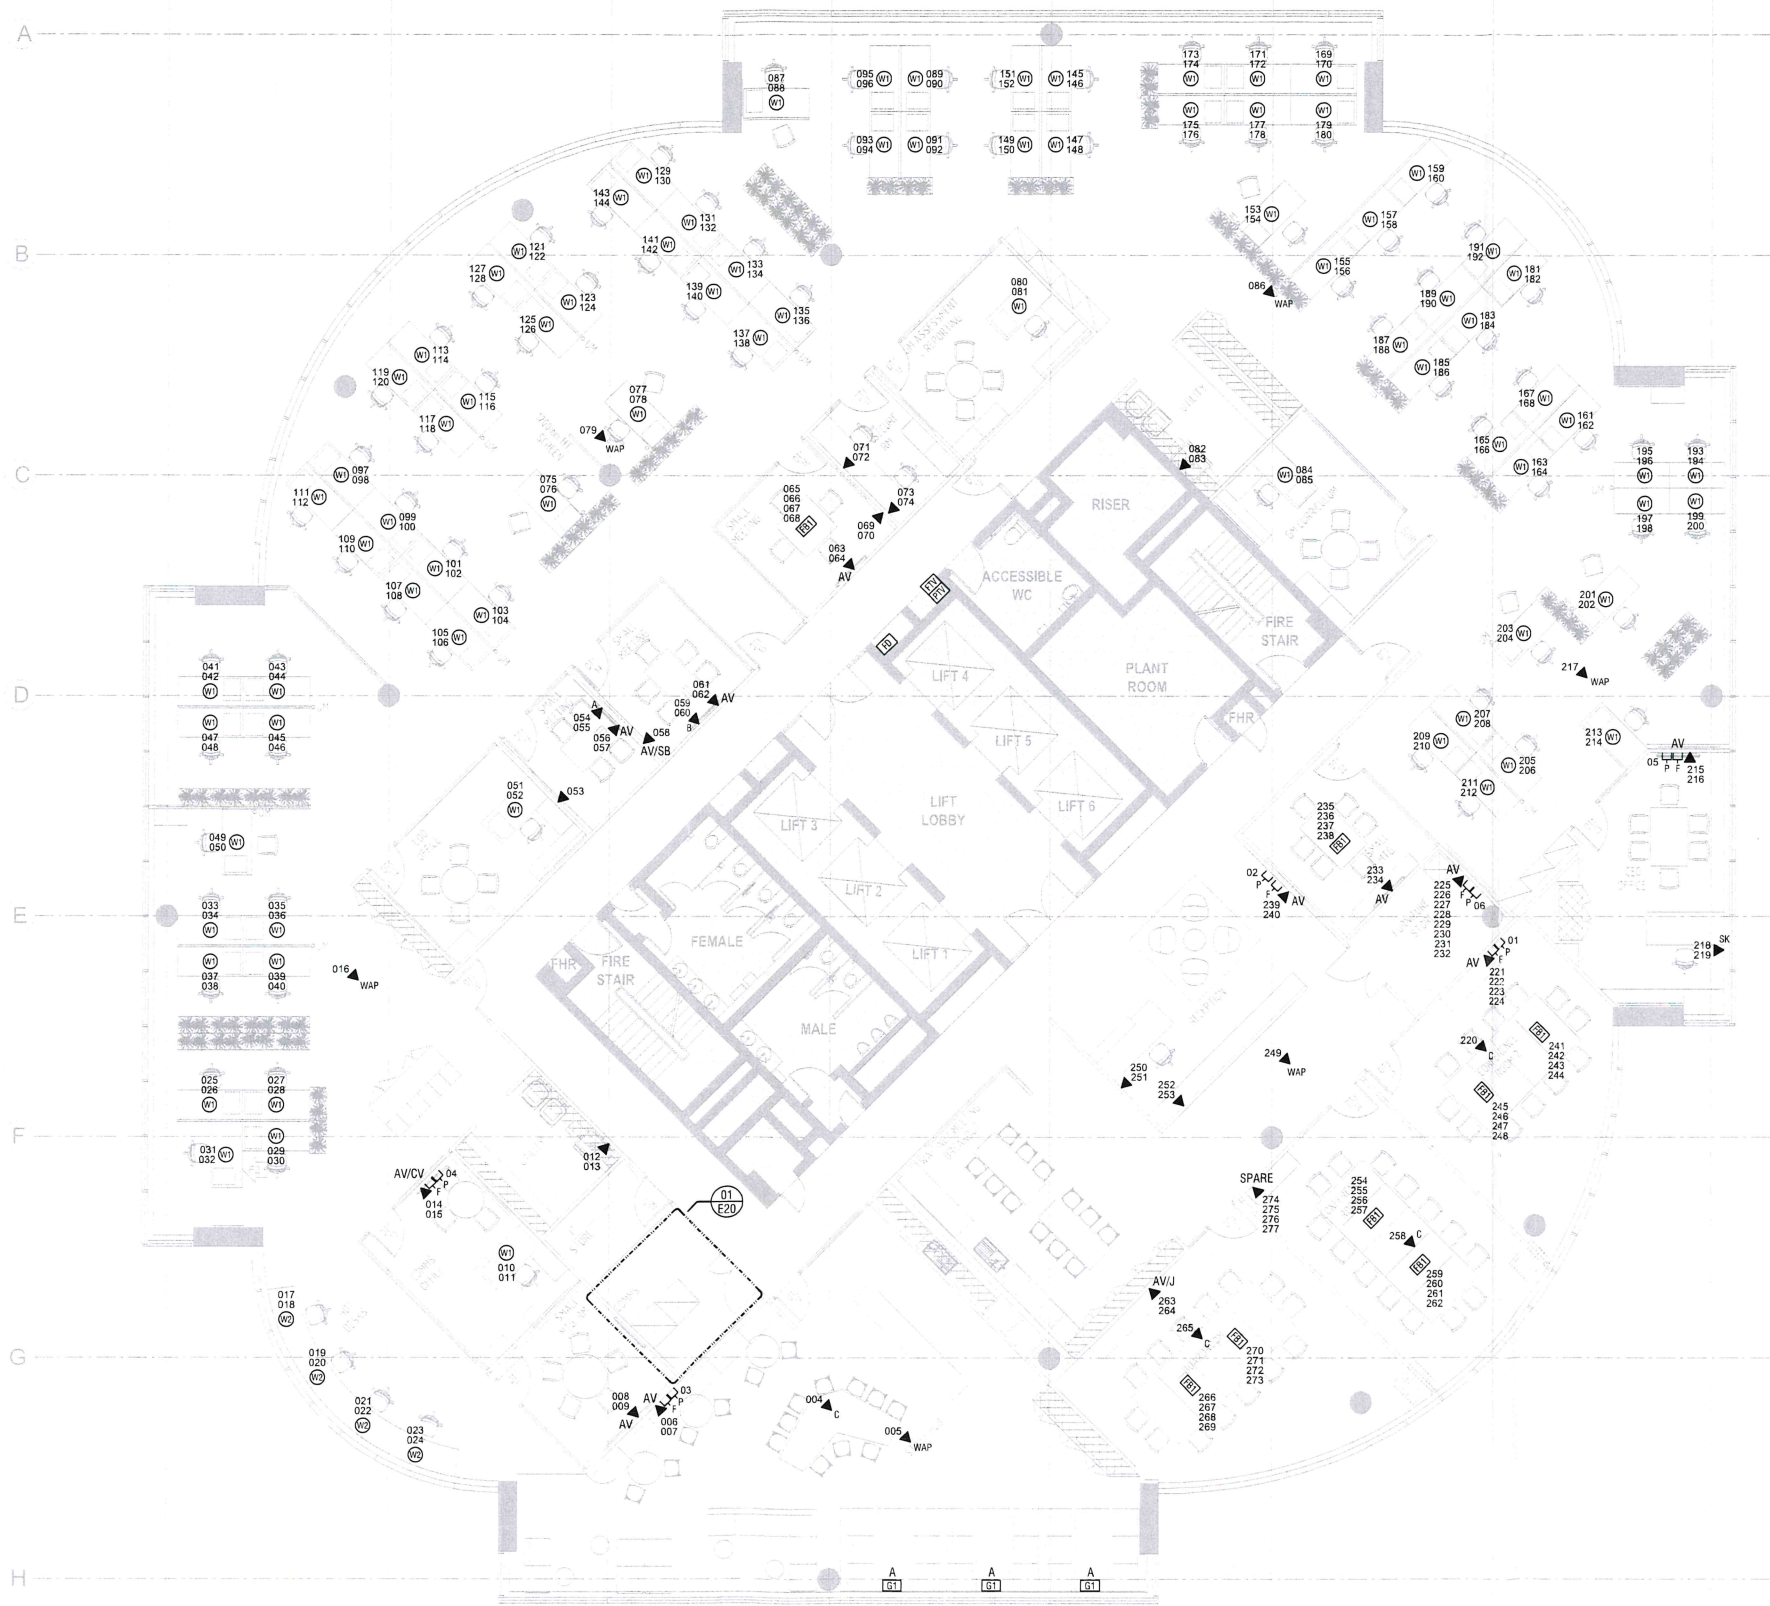 A
087
088
W1
095
096
W1
W1
089
090
093
094
W1
W1
091
092
151
152
W1
W1
145
146
149
150
W1
W1
147
148
173
174
W1
171
172
W1
169
170
W1
W1
175
176
W1
177
178
W1
179
180
W1
129
130
143
144
W1
W1
131
132
141
142
W1
W1
133
134
139
140
W1
W1
135
136
137
138
W1
153
154
W1
W1
159
160
W1
157
158
W1
155
156
B
W1
121
122
127
128
W1
W1
123
124
125
126
W1
080
081
W1
086
WAP
191
192
W1
W1
181
182
189
190
W1
W1
183
184
187
188
W1
W1
185
186
W1
113
114
119
120
W1
W1
115
116
117
118
W1
077
078
W1
079
WAP
167
168
W1
W1
161
162
165
166
W1
W1
163
164
C
W1
097
098
111
112
W1
W1
099
100
109
110
W1
W1
101
102
107
108
W1
W1
103
104
105
106
W1
075
076
W1
071
072
065
066
067
068
FB1
073
074
069
070
063
064
AV
082
083
W1
084
085
195
196
W1
193
194
W1
W1
197
198
W1
199
200
RISER
ACCESSIBLE
WC
FTV
PTV
FD
FIRE
STAIR
PLANT
ROOM
FHR
201
202
W1
203
204
W1
217
WAP
D
041
042
W1
043
044
W1
W1
047
048
W1
045
046
061
062
AV
059
060
B
A
054
055
AV
056
057
058
AV/SB
053
051
052
W1
LIFT 4
LIFT 5
LIFT 6
LIFT
LOBBY
LIFT 3
LIFT 2
LIFT 1
W1
207
208
209
210
W1
W1
205
206
211
212
W1
213
214
W1
AV
05
P F
215
216
049
050
W1
235
236
237
238
FB1
233
234
AV
02
P
F
AV
239
240
AV
225
226
227
228
229
230
231
232
F
P
06
E
033
034
W1
035
036
W1
W1
037
038
W1
039
040
016
WAP
FHR
FIRE
STAIR
FEMALE
MALE
01
P
F
AV
221
222
223
224
218
219
SK
220
C
FB1
241
242
243
244
FB1
245
246
247
248
249
WAP
250
251
252
253
025
026
W1
027
028
W1
F
031
032
W1
W1
029
030
012
013
AV/CV
04
P
F
014
015
W1
010
011
01
E20
SPARE
274
275
276
277
254
255
256
257
FB1
258
C
FB1
259
260
261
262
AV/J
263
264
265
C
FB1
270
271
272
273
FB1
266
267
268
269
017
018
W2
G
019
020
W2
021
022
W2
023
024
W2
008
009
AV
AV
03
P
F
006
007
004
C
005
WAP
H
A
G1
A
G1
A
G1